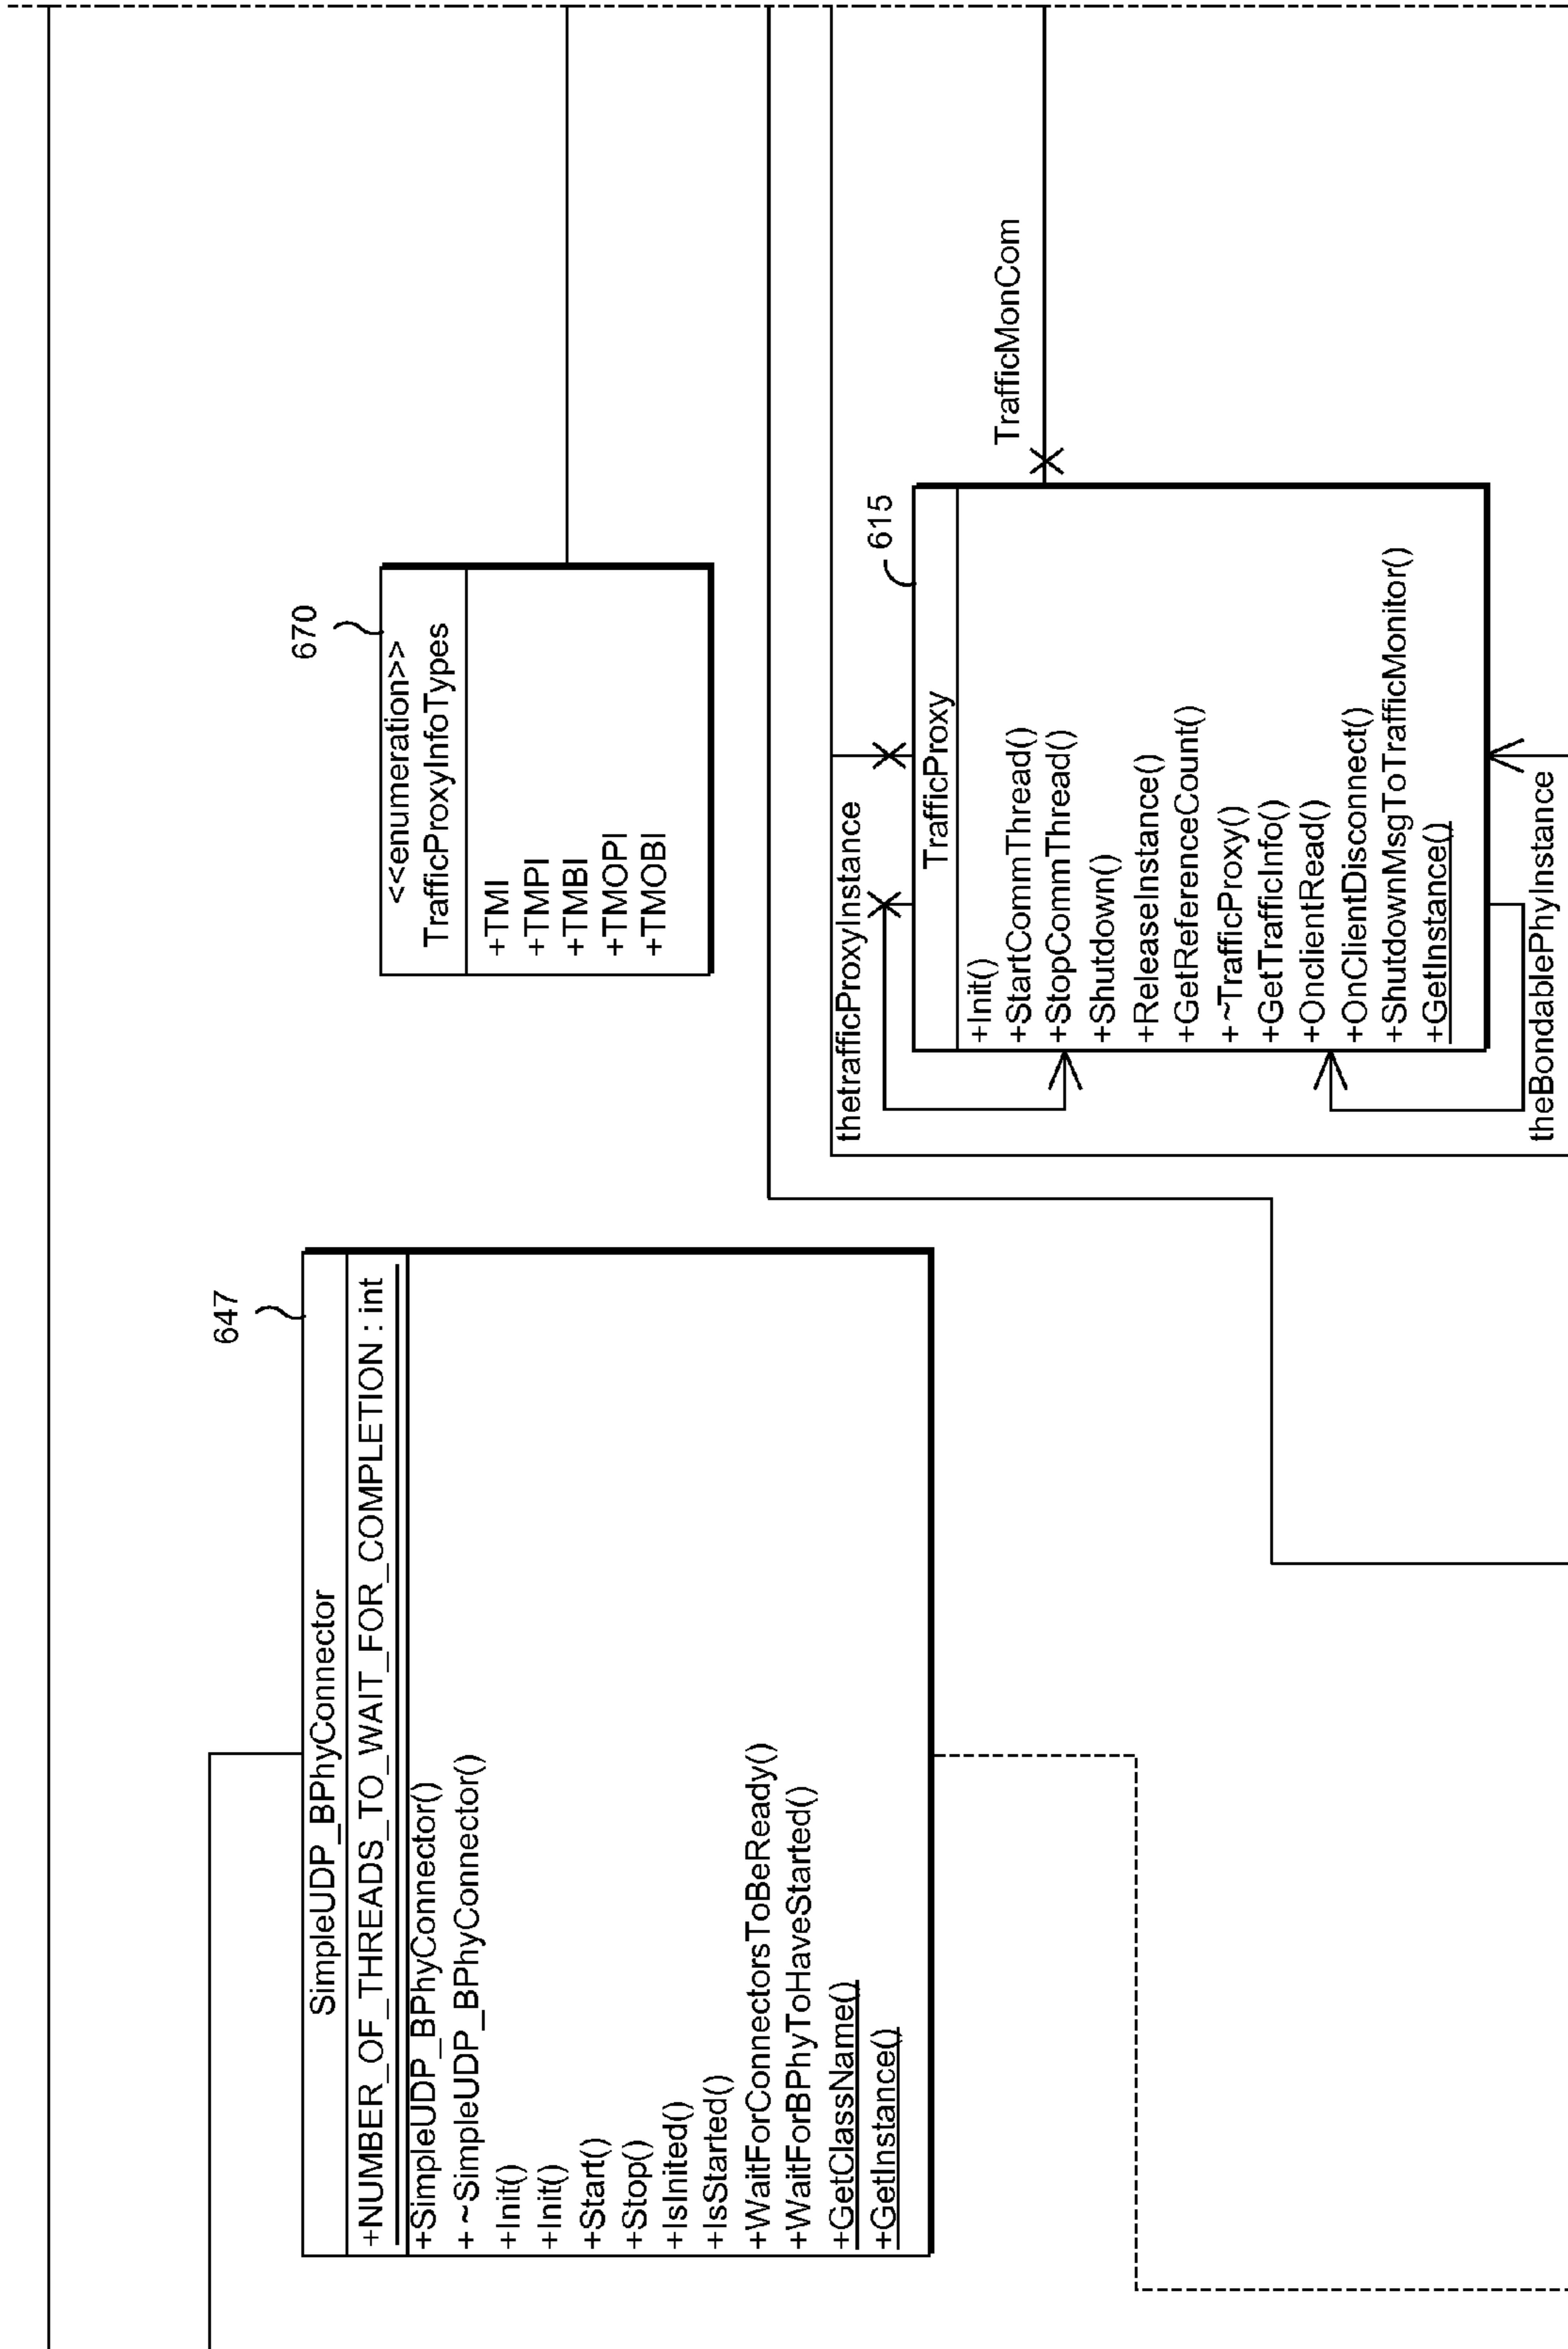 647
SimpleUDP_BPhyConnector
+NUMBER_OF_THREADS_TO_WAIT_FOR_COMPLETION : int
+SimpleUDP_BPhyConnector()
+ ~SimpleUDP_BPhyConnector()
+Init()
+Init()
+Start()
+Stop()
+IsInited()
+IsStarted()
+WaitForConnectorsToBeReady()
+WaitForBPhyToHaveStarted()
+GetClassName()
+GetInstance()
670
<<enumeration>>
TrafficProxyInfoTypes
+TMI
+TMPI
+TMBI
+TMOPI
+TMOBI
thetrafficProxyInstance
615
TrafficProxy
+Init()
+StartCommThread()
+StopCommThread()
+Shutdown()
+ReleaseInstance()
+GetReferenceCount()
+ ~TrafficProxy()
+GetTrafficInfo()
+OnclientRead()
+OnClientDisconnect()
+ShutdownMsgToTrafficMonitor()
+GetInstance()
theBondablePhyInstance
TrafficMonCom